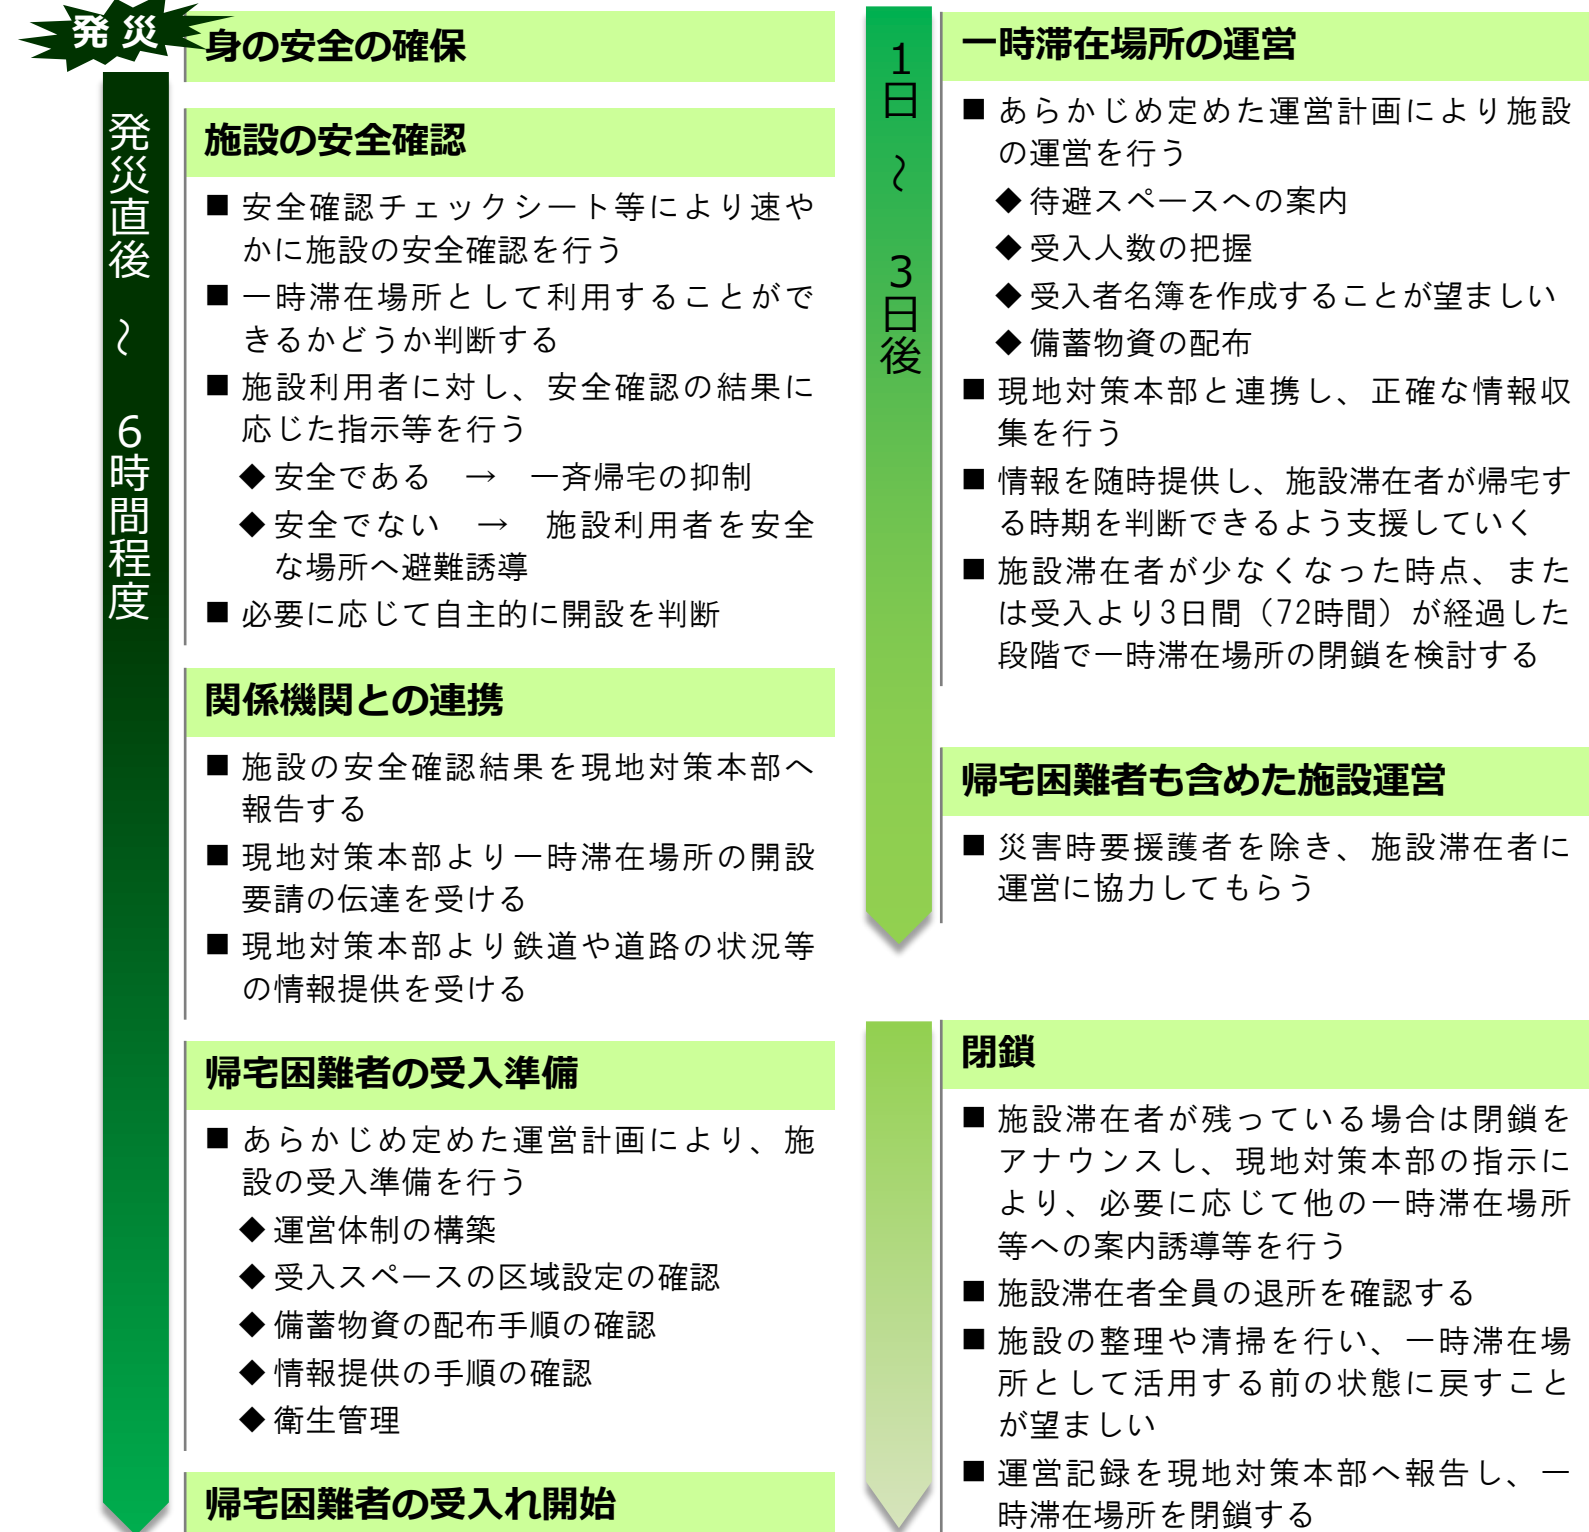 発災
発災直後 ～ 6時間程度
身の安全の確保
施設の安全確認
■ 安全確認チェックシート等により速や
かに施設の安全確認を行う
■ 一時滞在場所として利用することがで
きるかどうか判断する
■ 施設利用者に対し、安全確認の結果に
応じた指示等を行う
◆ 安全である → 一斉帰宅の抑制
◆ 安全でない → 施設利用者を安全
な場所へ避難誘導
■ 必要に応じて自主的に開設を判断
関係機関との連携
■ 施設の安全確認結果を現地対策本部へ
報告する
■ 現地対策本部より一時滞在場所の開設
要請の伝達を受ける
■ 現地対策本部より鉄道や道路の状況等
の情報提供を受ける
帰宅困難者の受入準備
■ あらかじめ定めた運営計画により、施
設の受入準備を行う
◆ 運営体制の構築
◆ 受入スペースの区域設定の確認
◆ 備蓄物資の配布手順の確認
◆ 情報提供の手順の確認
◆ 衛生管理
帰宅困難者の受入れ開始
1日 ～ 3日後
一時滞在場所の運営
■ あらかじめ定めた運営計画により施設
の運営を行う
◆ 待避スペースへの案内
◆ 受入人数の把握
◆ 受入者名簿を作成することが望ましい
◆ 備蓄物資の配布
■ 現地対策本部と連携し、正確な情報収
集を行う
■ 情報を随時提供し、施設滞在者が帰宅す
る時期を判断できるよう支援していく
■ 施設滞在者が少なくなった時点、また
は受入より3日間（72時間）が経過した
段階で一時滞在場所の閉鎖を検討する
帰宅困難者も含めた施設運営
■ 災害時要援護者を除き、施設滞在者に
運営に協力してもらう
閉鎖
■ 施設滞在者が残っている場合は閉鎖を
アナウンスし、現地対策本部の指示に
より、必要に応じて他の一時滞在場所
等への案内誘導等を行う
■ 施設滞在者全員の退所を確認する
■ 施設の整理や清掃を行い、一時滞在場
所として活用する前の状態に戻すこと
が望ましい
■ 運営記録を現地対策本部へ報告し、一
時滞在場所を閉鎖する